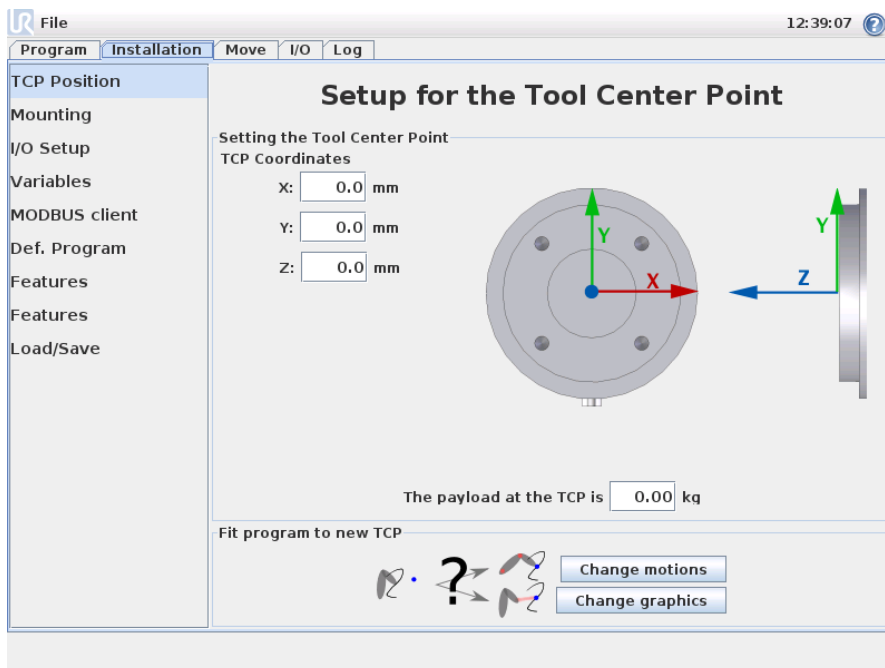 UR File 12:39:07 ?
Program Installation Move I/O Log
TCP Position
Mounting
I/O Setup
Variables
MODBUS client
Def. Program
Features
Features
Load/Save
Setup for the Tool Center Point
Setting the Tool Center Point
TCP Coordinates
X: 0.0 mm
Y: 0.0 mm
Z: 0.0 mm
Y
X
Y
Z
The payload at the TCP is 0.00 kg
Fit program to new TCP
?
Change motions
Change graphics